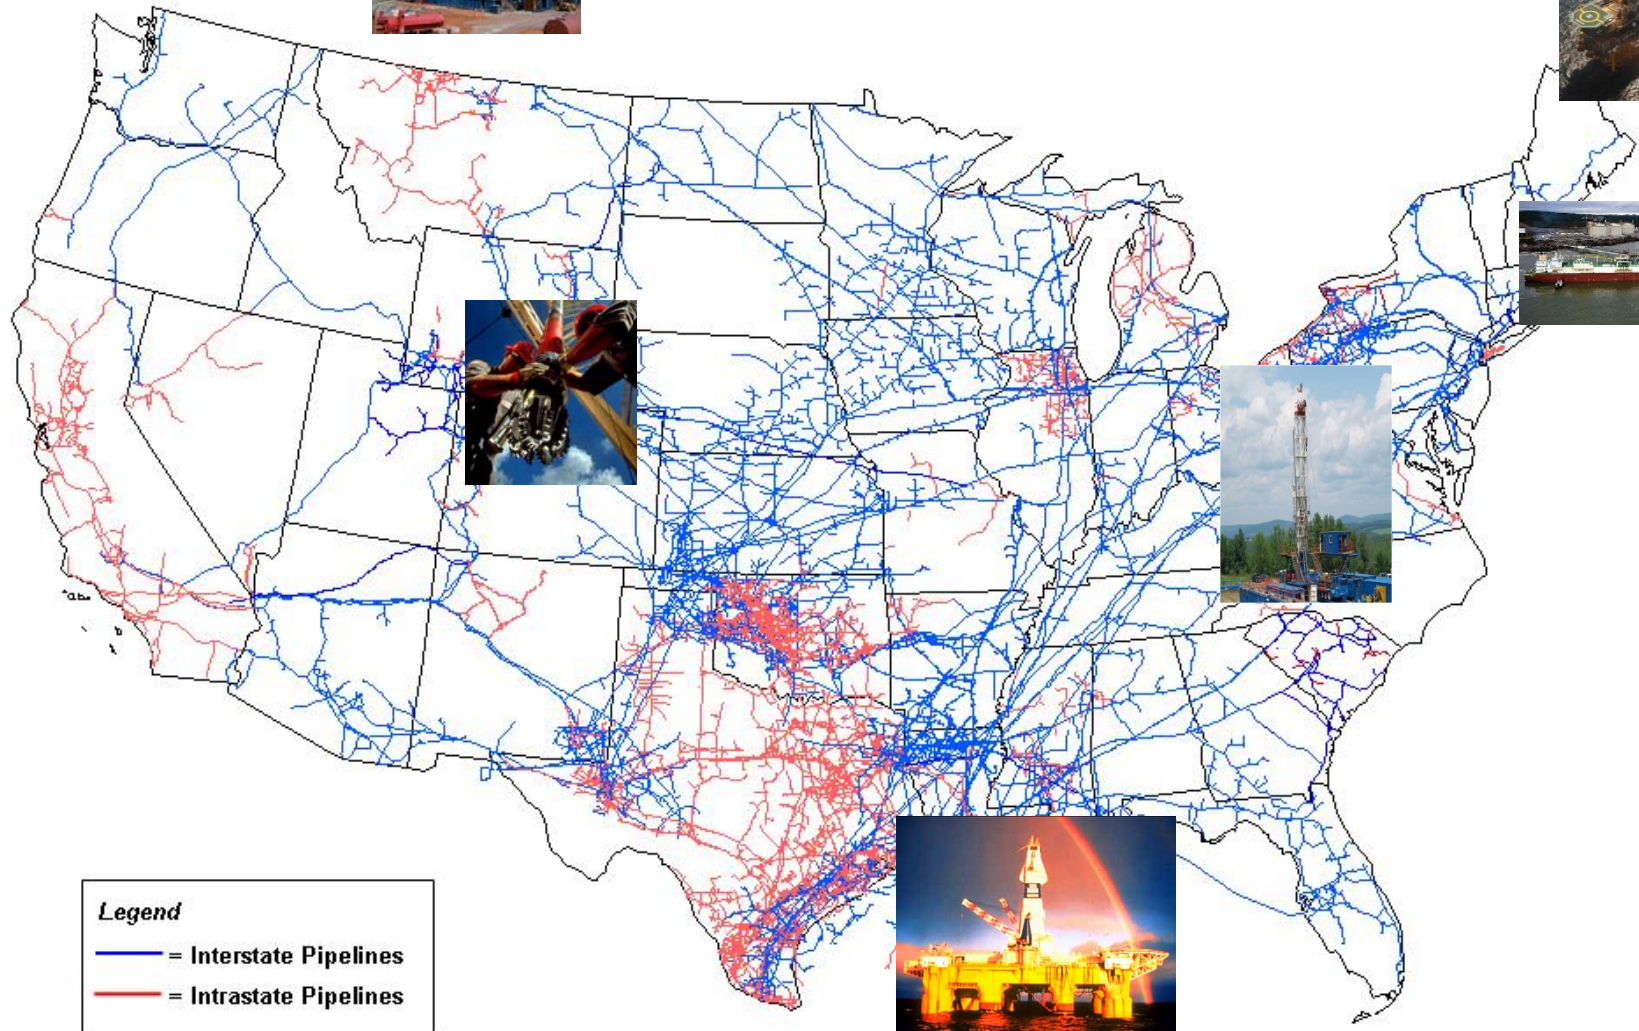 Legend
= Interstate Pipelines
= Intrastate Pipelines